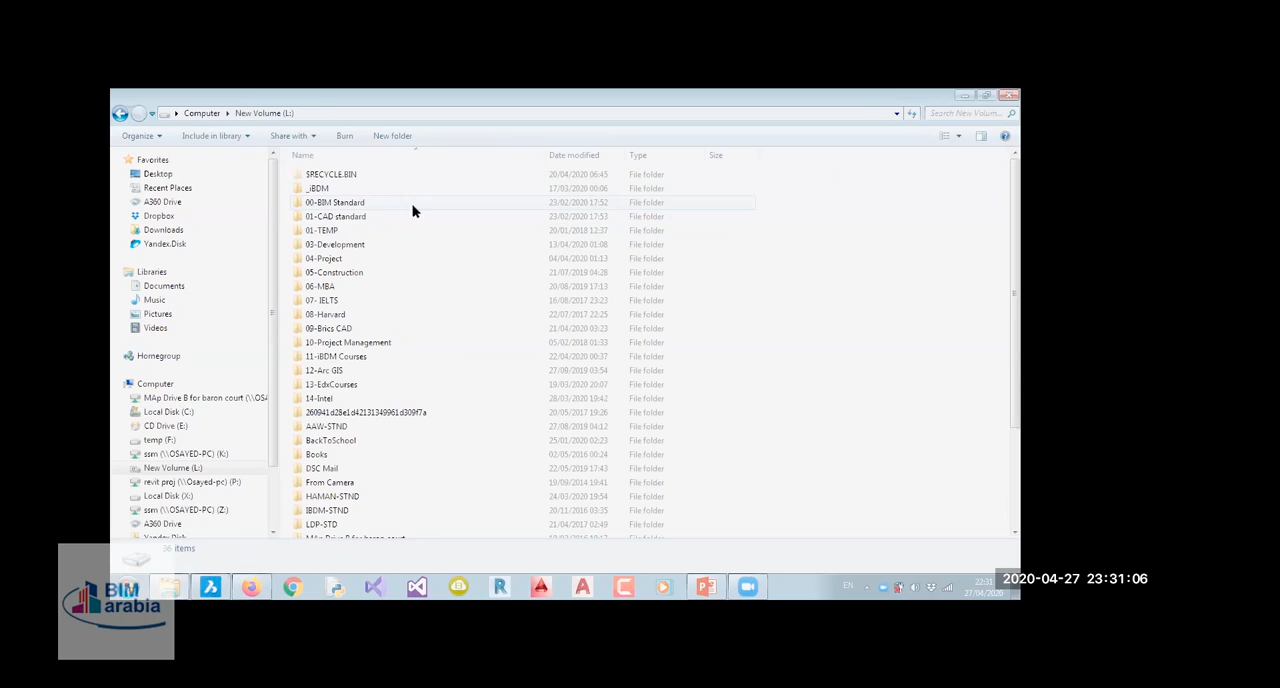 Computer ▸ New Volume (L:)
Search New Volum...
Organize Include in library Share with Burn New folder
Name Date modified Type Size
Favorites
Desktop
Recent Places
A360 Drive
Dropbox
Downloads
Yandex.Disk
Libraries
Documents
Music
Pictures
Videos
Homegroup
Computer
MAp Drive B for baron court (\\OSA
Local Disk (C:)
CD Drive (E:)
temp (F:)
ssm (\\OSAYED-PC) (K:)
New Volume (L:)
revit proj (\\Osayed-pc) (P:)
Local Disk (X:)
ssm (\\OSAYED-PC) (Z:)
A360 Drive
Yandex.Disk
$RECYCLE.BIN 20/04/2020 06:45 File folder
_iBDM 17/03/2020 00:06 File folder
00-BIM Standard 23/02/2020 17:52 File folder
01-CAD standard 23/02/2020 17:53 File folder
01-TEMP 20/01/2018 12:37 File folder
03-Development 13/04/2020 01:08 File folder
04-Project 04/04/2020 01:13 File folder
05-Construction 21/07/2019 04:28 File folder
06-MBA 20/08/2019 17:13 File folder
07- IELTS 16/08/2017 23:23 File folder
08-Harvard 22/07/2017 22:25 File folder
09-Brics CAD 21/04/2020 03:23 File folder
10-Project Management 05/02/2018 01:33 File folder
11-iBDM Courses 22/04/2020 00:37 File folder
12-Arc GIS 27/09/2019 03:54 File folder
13-EdxCourses 19/03/2020 20:07 File folder
14-Intel 28/03/2020 19:42 File folder
260941d28e1d42131349961d309f7a 20/05/2017 19:26 File folder
AAW-STND 27/08/2019 04:12 File folder
BackToSchool 25/01/2020 02:23 File folder
Books 02/05/2016 00:24 File folder
DSC Mail 22/05/2019 17:43 File folder
From Camera 19/09/2014 19:41 File folder
HAMAN-STND 24/03/2020 19:54 File folder
IBDM-STND 20/11/2016 03:35 File folder
LDP-STD 21/04/2017 02:49 File folder
MAp Drive B for baron court
36 items
EN
22:31
27/04/2020
2020-04-27 23:31:06
BIM
arabia